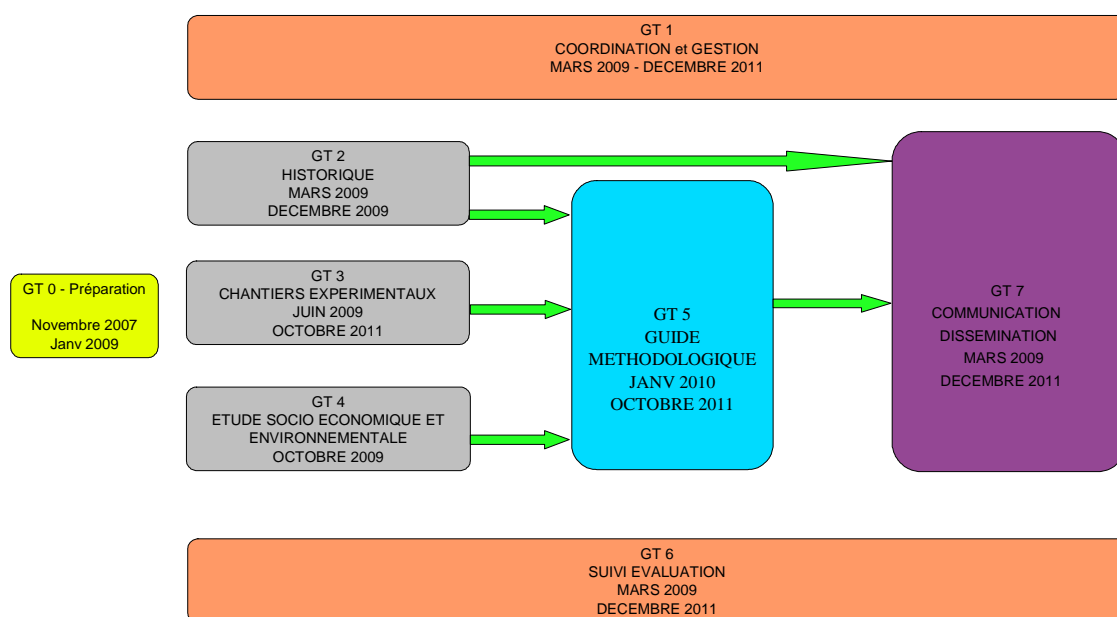 GT 1
COORDINATION et GESTION
MARS 2009 - DECEMBRE 2011
GT 2
HISTORIQUE
MARS 2009
DECEMBRE 2009
GT 0 - Préparation
Novembre 2007
Janv 2009
GT 3
CHANTIERS EXPERIMENTAUX
JUIN 2009
OCTOBRE 2011
GT 4
ETUDE SOCIO ECONOMIQUE ET
ENVIRONNEMENTALE
OCTOBRE 2009
GT 5
GUIDE
METHODOLOGIQUE
JANV 2010
OCTOBRE 2011
GT 7
COMMUNICATION
DISSEMINATION
MARS 2009
DECEMBRE 2011
GT 6
SUIVI EVALUATION
MARS 2009
DECEMBRE 2011